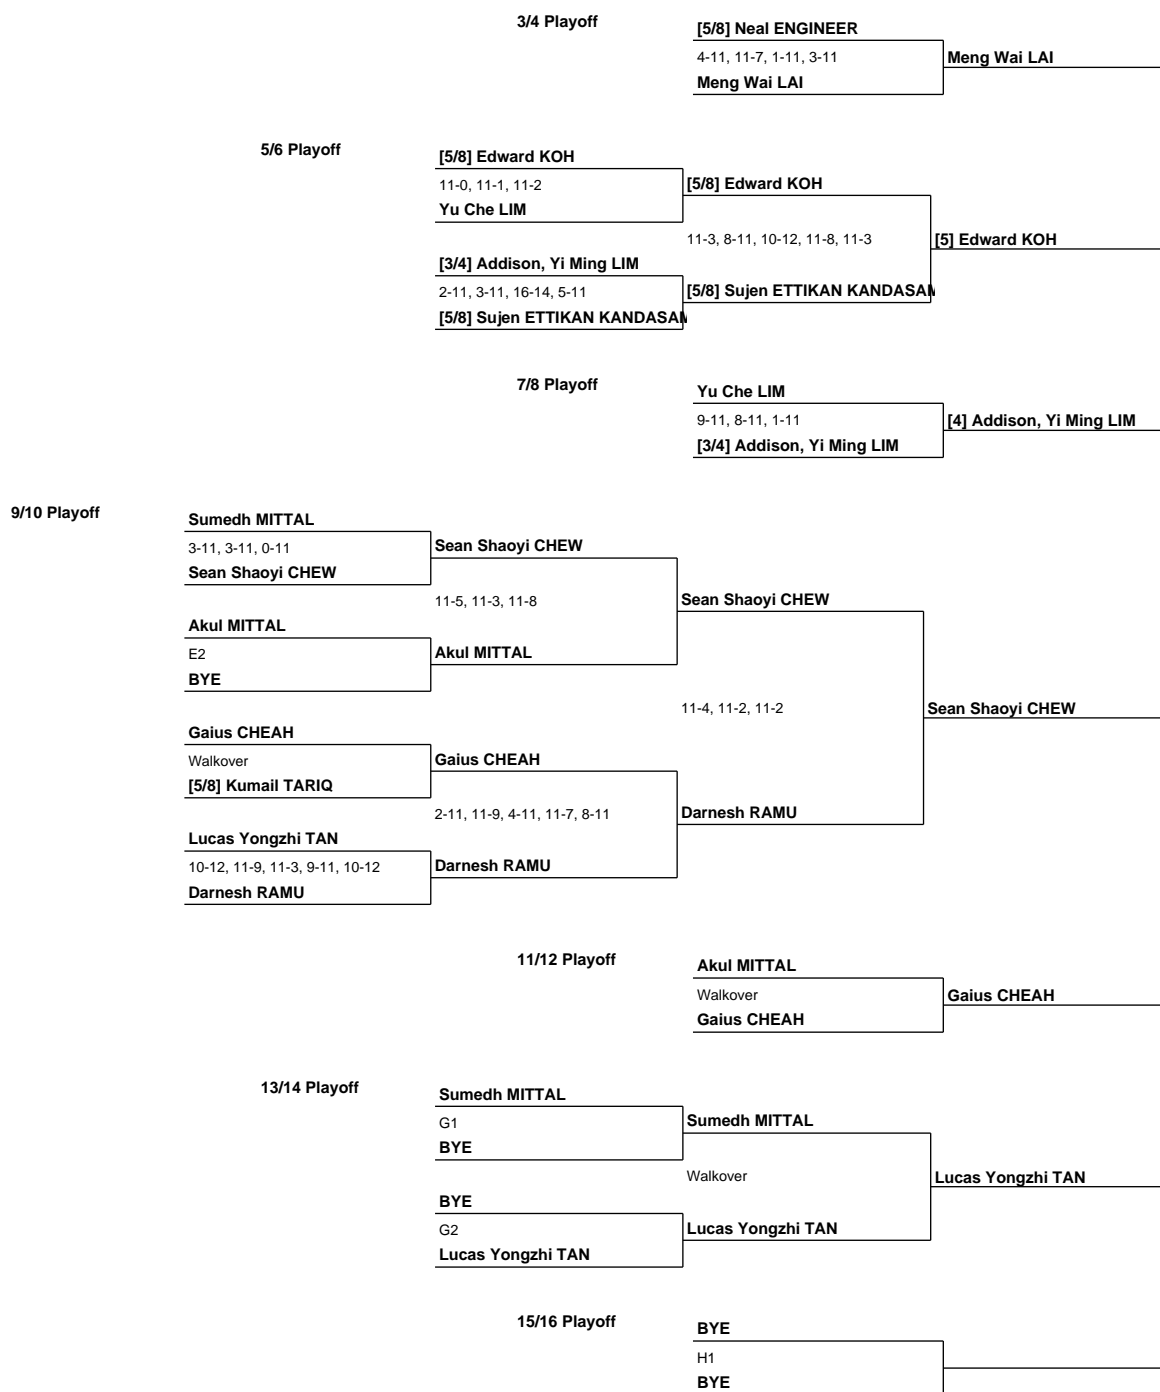 3/4 Playoff
[5/8] Neal ENGINEER
4-11, 11-7, 1-11, 3-11
Meng Wai LAI
Meng Wai LAI
5/6 Playoff
[5/8] Edward KOH
11-0, 11-1, 11-2
[5/8] Edward KOH
Yu Che LIM
11-3, 8-11, 10-12, 11-8, 11-3
[5] Edward KOH
[3/4] Addison, Yi Ming LIM
2-11, 3-11, 16-14, 5-11
[5/8] Sujen ETTIKAN KANDASAM
[5/8] Sujen ETTIKAN KANDASAM
7/8 Playoff
Yu Che LIM
9-11, 8-11, 1-11
[4] Addison, Yi Ming LIM
[3/4] Addison, Yi Ming LIM
9/10 Playoff
Sumedh MITTAL
3-11, 3-11, 0-11
Sean Shaoyi CHEW
Sean Shaoyi CHEW
11-5, 11-3, 11-8
Sean Shaoyi CHEW
Akul MITTAL
E2
Akul MITTAL
BYE
11-4, 11-2, 11-2
Sean Shaoyi CHEW
Gaius CHEAH
Walkover
Gaius CHEAH
[5/8] Kumail TARIQ
2-11, 11-9, 4-11, 11-7, 8-11
Darnesh RAMU
Lucas Yongzhi TAN
10-12, 11-9, 11-3, 9-11, 10-12
Darnesh RAMU
Darnesh RAMU
11/12 Playoff
Akul MITTAL
Walkover
Gaius CHEAH
Gaius CHEAH
13/14 Playoff
Sumedh MITTAL
G1
Sumedh MITTAL
BYE
Walkover
Lucas Yongzhi TAN
BYE
G2
Lucas Yongzhi TAN
Lucas Yongzhi TAN
15/16 Playoff
BYE
H1
BYE